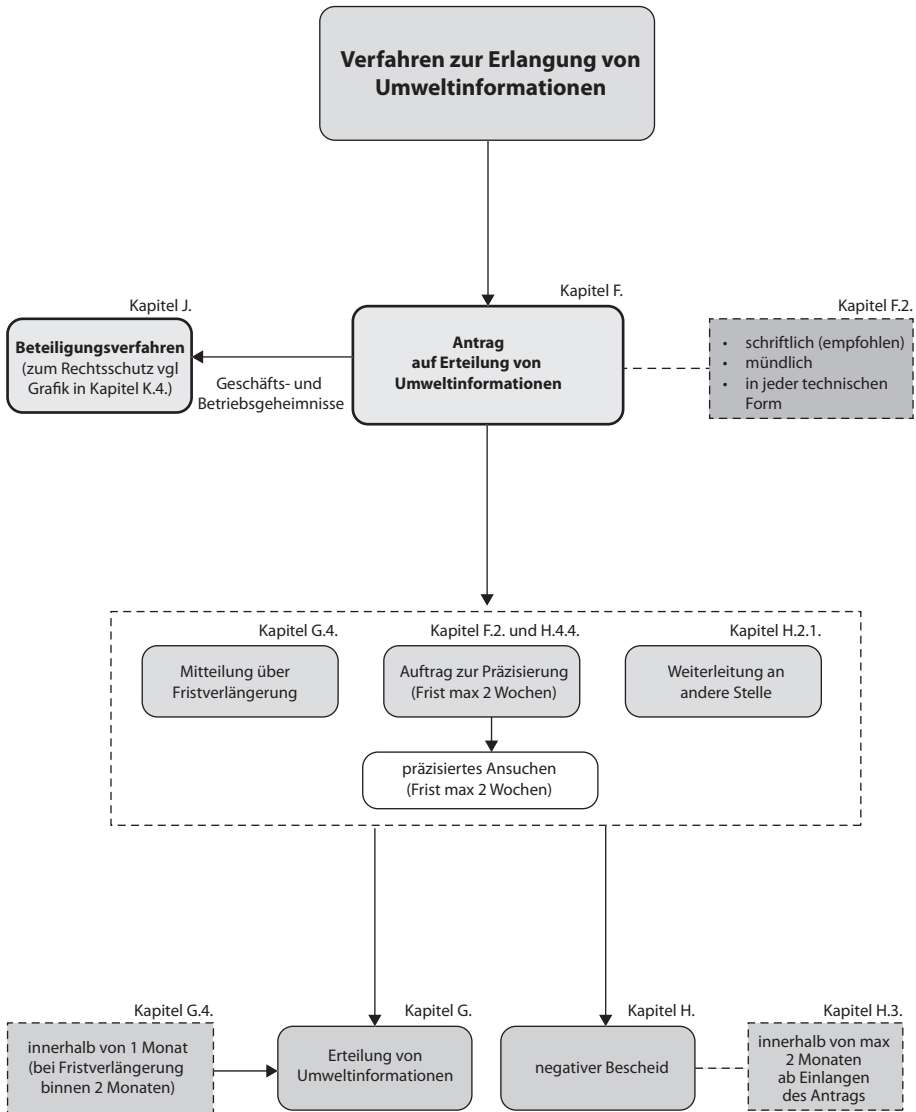 Verfahren zur Erlangung von
Umweltinformationen
Kapitel J.
Beteiligungsverfahren
(zum Rechtsschutz vgl
Grafik in Kapitel K.4.)
Geschäfts- und
Betriebsgeheimnisse
Kapitel F.
Antrag
auf Erteilung von
Umweltinformationen
Kapitel F.2.
• schriftlich (empfohlen)
• mündlich
• in jeder technischen
Form
Kapitel G.4.
Mitteilung über
Fristverlängerung
Kapitel F.2. und H.4.4.
Auftrag zur Präzisierung
(Frist max 2 Wochen)
präzisiertes Ansuchen
(Frist max 2 Wochen)
Kapitel H.2.1.
Weiterleitung an
andere Stelle
Kapitel G.4.
innerhalb von 1 Monat
(bei Fristverlängerung
binnen 2 Monaten)
Kapitel G.
Erteilung von
Umweltinformationen
Kapitel H.
negativer Bescheid
Kapitel H.3.
innerhalb von max
2 Monaten
ab Einlangen
des Antrags